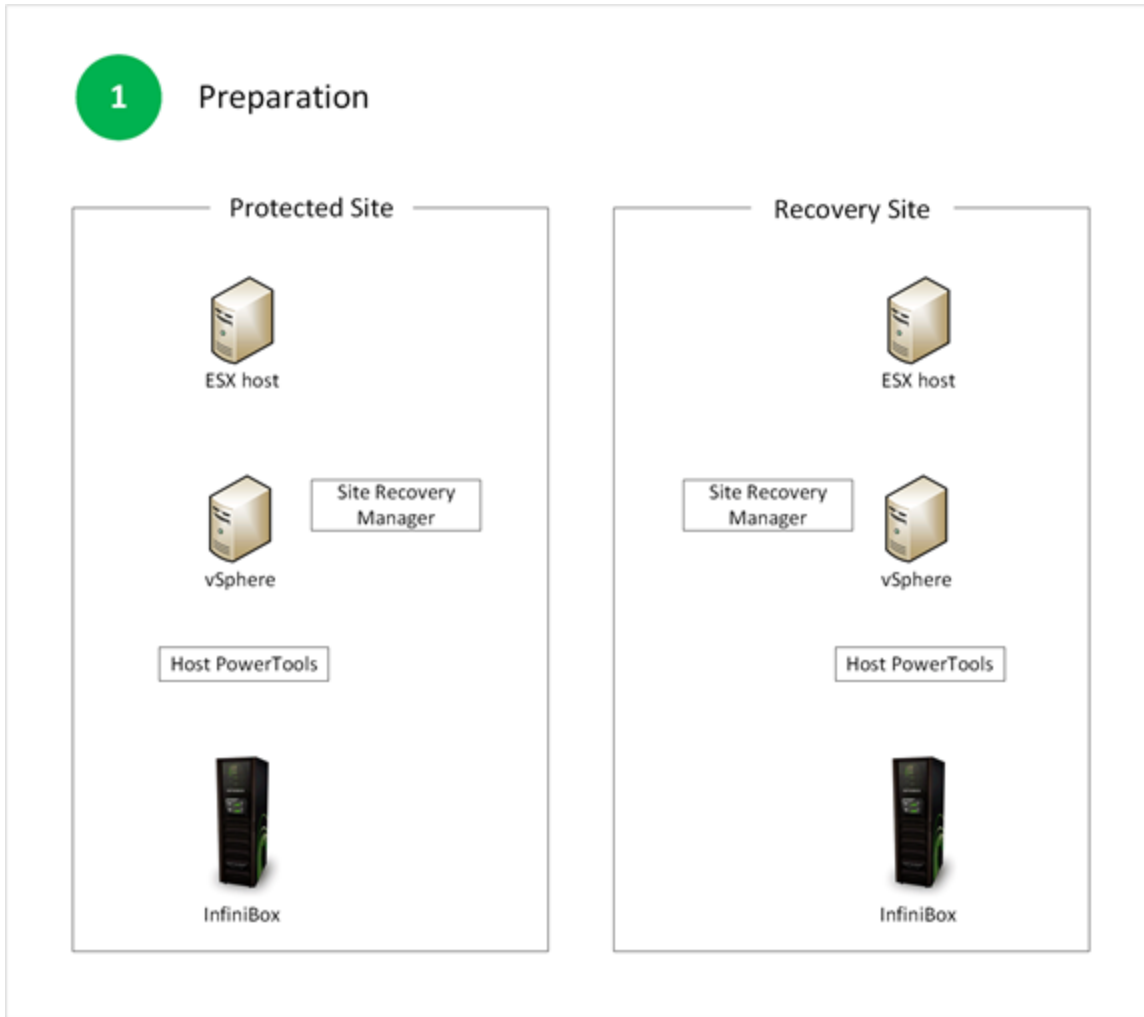 1
Preparation
Protected Site
ESX host
Site Recovery
Manager
vSphere
Host PowerTools
InfiniBox
Recovery Site
ESX host
Site Recovery
Manager
vSphere
Host PowerTools
InfiniBox